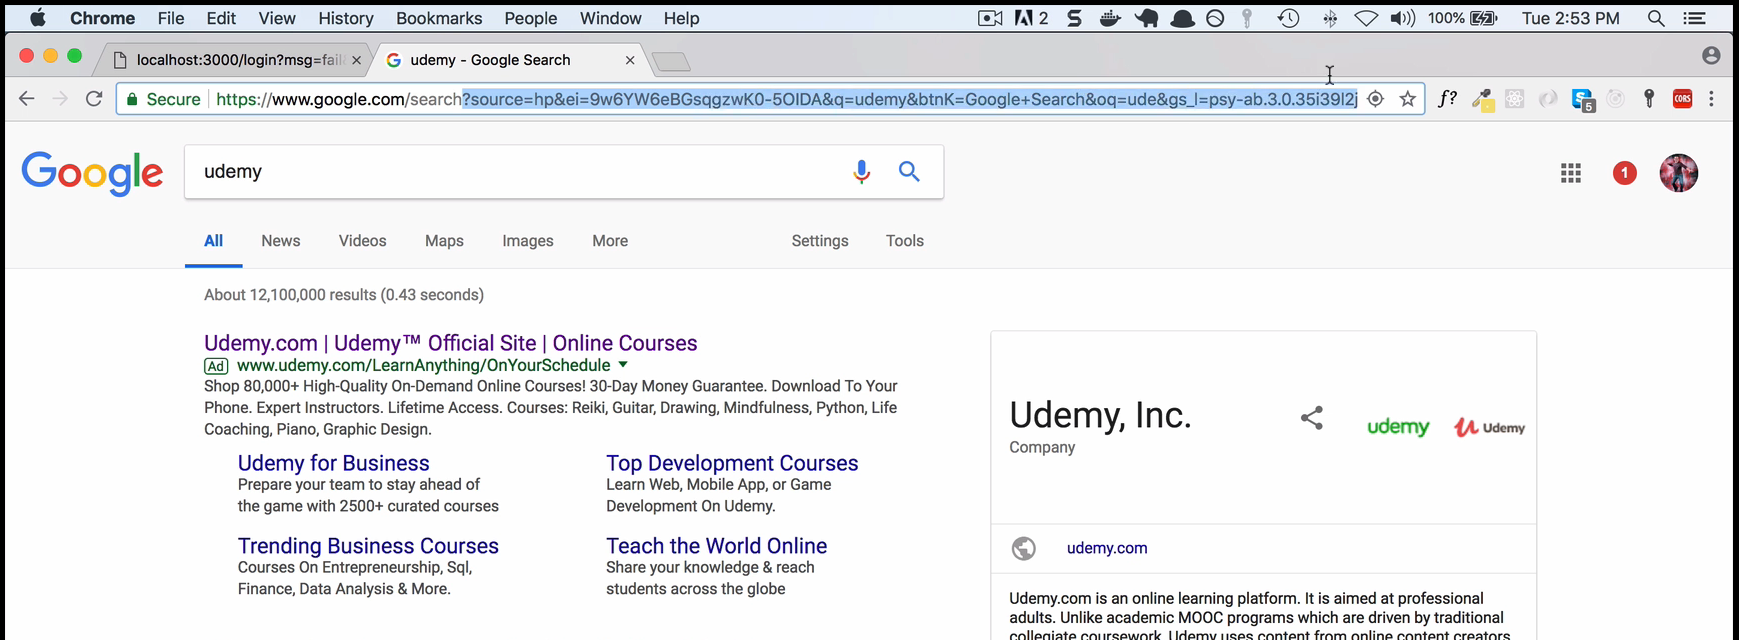 Chrome File Edit View History Bookmarks People Window Help 2 100% Tue 2:53 PM
localhost:3000/login?msg=fail udemy - Google Search
Secure https://www.google.com/search?source=hp&ei=9w6YW6eBGsqgzwK0-5OIDA&q=udemy&btnK=Google+Search&oq=ude&gs_l=psy-ab.3.0.35i39l2j f? 5 CORS
Google udemy 1
All News Videos Maps Images More Settings Tools
About 12,100,000 results (0.43 seconds)
Udemy.com | Udemy™ Official Site | Online Courses
Ad www.udemy.com/LearnAnything/OnYourSchedule
Shop 80,000+ High-Quality On-Demand Online Courses! 30-Day Money Guarantee. Download To Your
Phone. Expert Instructors. Lifetime Access. Courses: Reiki, Guitar, Drawing, Mindfulness, Python, Life
Coaching, Piano, Graphic Design.
Udemy for Business
Prepare your team to stay ahead of
the game with 2500+ curated courses
Top Development Courses
Learn Web, Mobile App, or Game
Development On Udemy.
Trending Business Courses
Courses On Entrepreneurship, Sql,
Finance, Data Analysis & More.
Teach the World Online
Share your knowledge & reach
students across the globe
Udemy, Inc.
Company
udemy Udemy
udemy.com
Udemy.com is an online learning platform. It is aimed at professional
adults. Unlike academic MOOC programs which are driven by traditional
collegiate coursework, Udemy uses content from online content creators